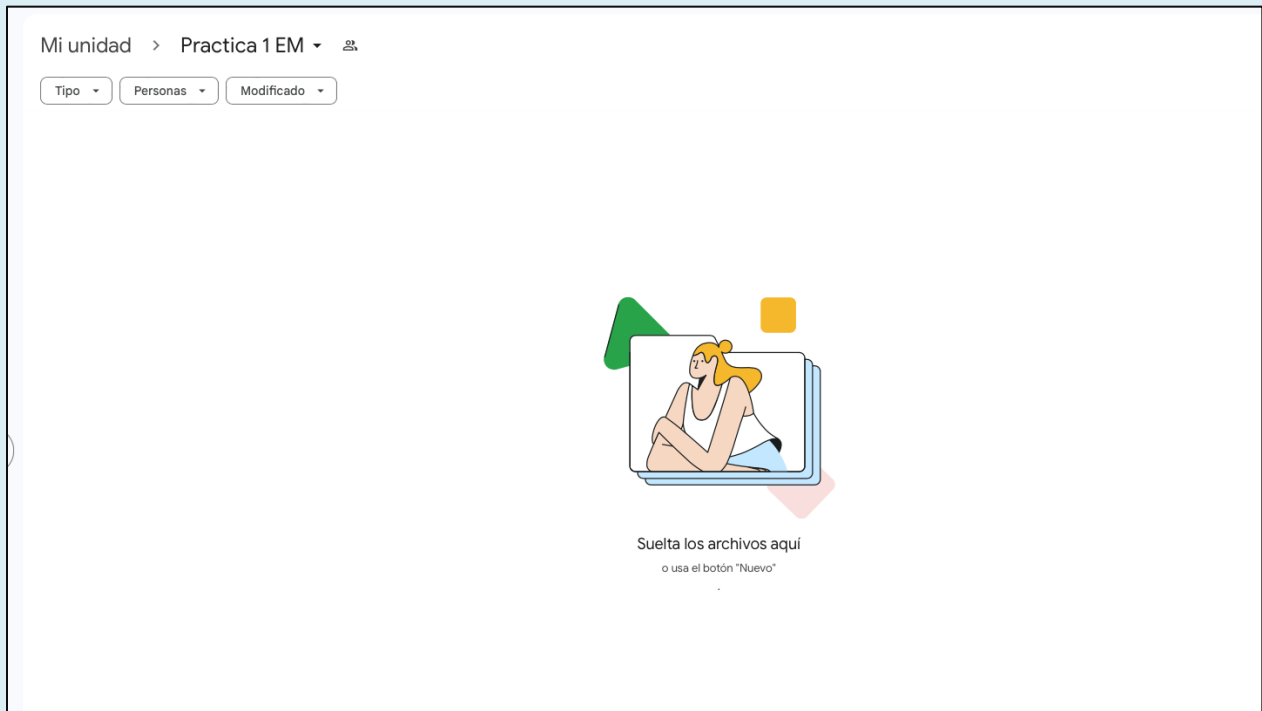 Mi unidad > Practica 1 EM
Tipo Personas Modificado
Suelta los archivos aquí
o usa el botón "Nuevo"
.